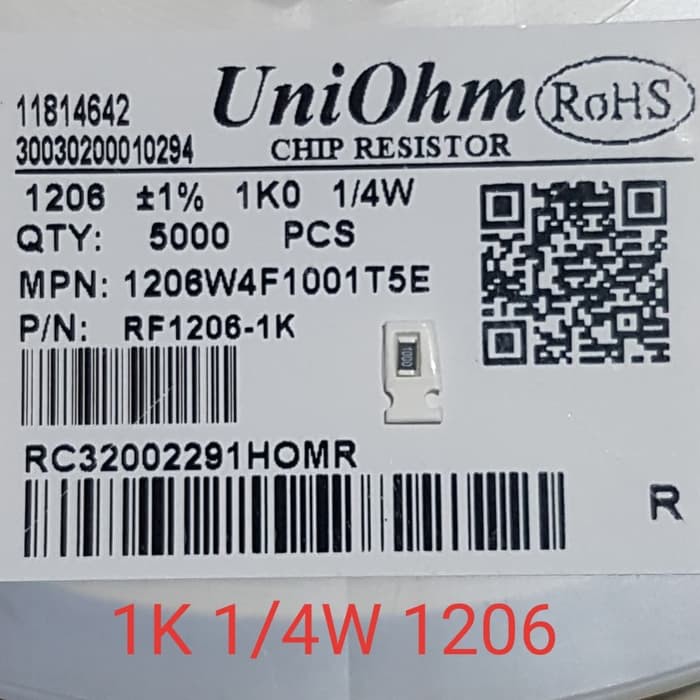 11814642
30030200010294
UniOhm RoHS
CHIP RESISTOR
1206 ±1% 1K0 1/4W
QTY: 5000 PCS
MPN: 1206W4F1001T5E
P/N: RF1206-1K
RC32002291HOMR
R
1K 1/4W 1206